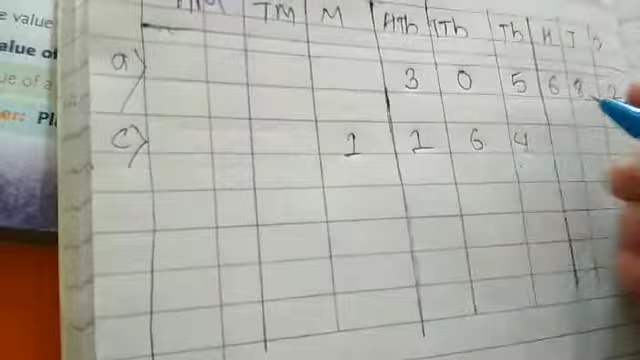 e value
TM M HTh TTh Th H T O
alue of
a) 3 0 5 6 8 2
ue of a
er: Pl
c) 1 1 6 4